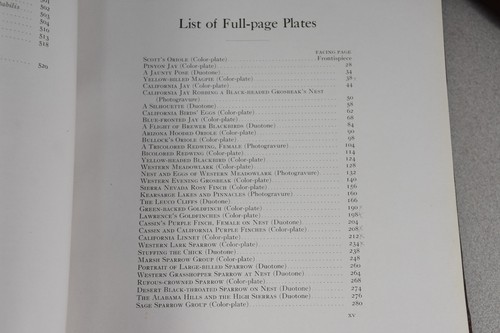 301
303
504
510
513
518
520
List of Full-page Plates
FACING PAGE
SCOTT'S ORIOLE (Color-plate) Frontispiece
PINYON JAY (Color-plate) 28
A JAUNTY POSE (Duotone) 34
YELLOW-BILLED MAGPIE (Color-plate) 38
CALIFORNIA JAY (Color-plate) 44
CALIFORNIA JAY ROBBING A BLACK-HEADED GROSBEAK'S NEST
(Photogravure) 50
A SILHOUETTE (Duotone) 58
CALIFORNIA BIRDS' EGGS (Color-plate) 62
BLUE-FRONTED JAY (Color-plate) 68
A FLIGHT OF BREWER BLACKBIRDS (Duotone) 84
ARIZONA HOODED ORIOLE (Color-plate) 90
BULLOCK'S ORIOLE (Color-plate) 98
A TRICOLORED REDWING, FEMALE (Photogravure) 104
BICOLORED REDWING (Color-plate) 114
YELLOW-HEADED BLACKBIRD (Color-plate) 124
WESTERN MEADOWLARK (Color-plate) 128
NEST AND EGGS OF WESTERN MEADOWLARK (Photogravure) 132
WESTERN EVENING GROSBEAK (Color-plate) 140
SIERRA NEVADA ROSY FINCH (Color-plate) 156
KEARSARGE LAKES AND PINNACLES (Photogravure) 160
THE LEUCO CLIFFS (Duotone) 166
GREEN-BACKED GOLDFINCH (Color-plate) 190
LAWRENCE'S GOLDFINCHES (Color-plate) 198
CASSIN'S PURPLE FINCH, FEMALE ON NEST (Duotone) 204
CASSIN AND CALIFORNIA PURPLE FINCHES (Color-plate) 208
CALIFORNIA LINNET (Color-plate) 212
WESTERN LARK SPARROW (Color-plate) 234
STUFFING THE CHICK (Duotone) 238
MARSH SPARROW GROUP (Color-plate) 248
PORTRAIT OF LARGE-BILLED SPARROW (Duotone) 260
WESTERN GRASSHOPPER SPARROW AT NEST (Duotone) 264
RUFOUS-CROWNED SPARROW (Color-plate) 268
DESERT BLACK-THROATED SPARROW ON NEST (Duotone) 274
THE ALABAMA HILLS AND THE HIGH SIERRAS (Duotone) 276
SAGE SPARROW GROUP (Color-plate) 280
XV